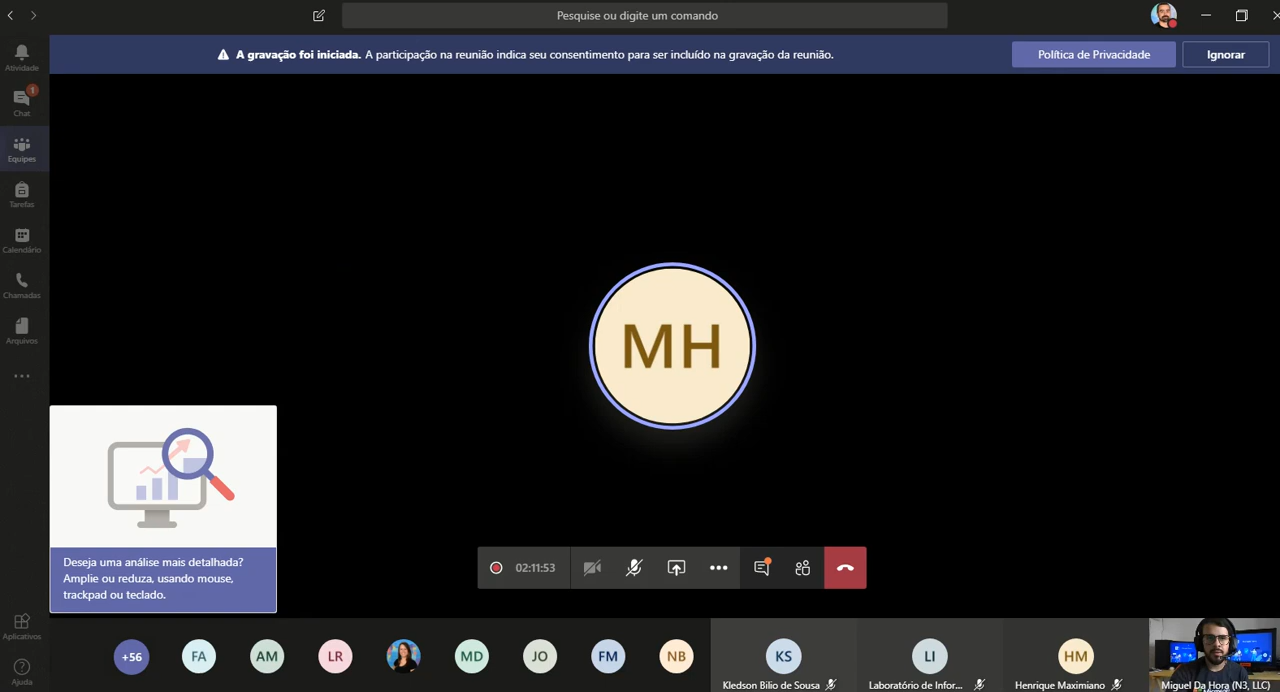 Pesquise ou digite um comando
A gravação foi iniciada. A participação na reunião indica seu consentimento para ser incluído na gravação da reunião.
Política de Privacidade
Ignorar
Atividade
1
Chat
Equipes
Tarefas
Calendário
Chamadas
Arquivos
MH
Deseja uma análise mais detalhada?
Amplie ou reduza, usando mouse,
trackpad ou teclado.
02:11:53
Aplicativos
Ajuda
+56
FA
AM
LR
MD
JO
FM
NB
KS
Kledson Bilio de Sousa
LI
Laboratório de Infor...
HM
Henrique Maximiano
Miguel Da Hora (N3, LLC)